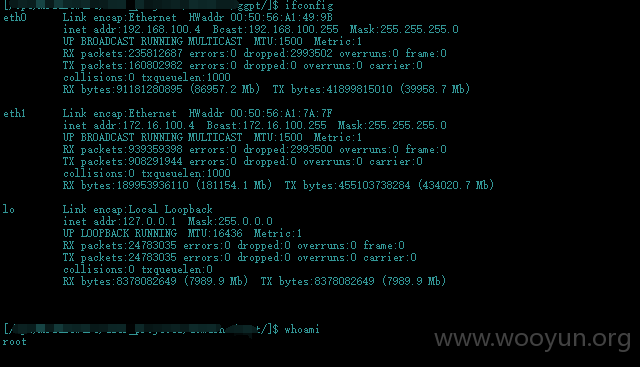 ggpt/]$ ifconfig
eth0 Link encap:Ethernet HWaddr 00:50:56:A1:49:9B
inet addr:192.168.100.4 Bcast:192.168.100.255 Mask:255.255.255.0
UP BROADCAST RUNNING MULTICAST MTU:1500 Metric:1
RX packets:235812687 errors:0 dropped:2993502 overruns:0 frame:0
TX packets:160802982 errors:0 dropped:0 overruns:0 carrier:0
collisions:0 txqueuelen:1000
RX bytes:91181280895 (86957.2 Mb) TX bytes:41899815010 (39958.7 Mb)
eth1 Link encap:Ethernet HWaddr 00:50:56:A1:7A:7F
inet addr:172.16.100.4 Bcast:172.16.100.255 Mask:255.255.255.0
UP BROADCAST RUNNING MULTICAST MTU:1500 Metric:1
RX packets:939359398 errors:0 dropped:2993500 overruns:0 frame:0
TX packets:908291944 errors:0 dropped:0 overruns:0 carrier:0
collisions:0 txqueuelen:1000
RX bytes:189953936110 (181154.1 Mb) TX bytes:455103738284 (434020.7 Mb)
lo Link encap:Local Loopback
inet addr:127.0.0.1 Mask:255.0.0.0
UP LOOPBACK RUNNING MTU:16436 Metric:1
RX packets:24783035 errors:0 dropped:0 overruns:0 frame:0
TX packets:24783035 errors:0 dropped:0 overruns:0 carrier:0
collisions:0 txqueuelen:0
RX bytes:8378082649 (7989.9 Mb) TX bytes:8378082649 (7989.9 Mb)
/]$ whoami
root
www.wooyun.org